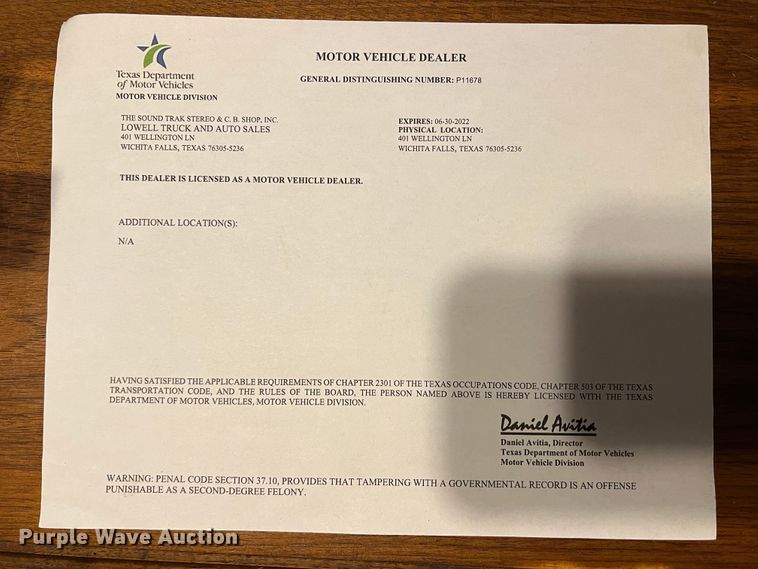 Texas Department
of Motor Vehicles
MOTOR VEHICLE DIVISION
MOTOR VEHICLE DEALER
GENERAL DISTINGUISHING NUMBER: P11678
THE SOUND TRAK STEREO & C.B. SHOP, INC.
LOWELL TRUCK AND AUTO SALES
401 WELLINGTON LN
WICHITA FALLS, TEXAS 76305-5236
EXPIRES: 06-30-2022
PHYSICAL LOCATION:
401 WELLINGTON LN
WICHITA FALLS, TEXAS 76305-5236
THIS DEALER IS LICENSED AS A MOTOR VEHICLE DEALER.
ADDITIONAL LOCATION(S):
N/A
HAVING SATISFIED THE APPLICABLE REQUIREMENTS OF CHAPTER 2301 OF THE TEXAS OCCUPATIONS CODE, CHAPTER 503 OF THE TEXAS
TRANSPORTATION CODE, AND THE RULES OF THE BOARD, THE PERSON NAMED ABOVE IS HEREBY LICENSED WITH THE TEXAS
DEPARTMENT OF MOTOR VEHICLES, MOTOR VEHICLE DIVISION.
Daniel Avitia
Daniel Avitia, Director
Texas Department of Motor Vehicles
Motor Vehicle Division
WARNING: PENAL CODE SECTION 37.10, PROVIDES THAT TAMPERING WITH A GOVERNMENTAL RECORD IS AN OFFENSE
PUNISHABLE AS A SECOND-DEGREE FELONY.
Purple Wave Auction